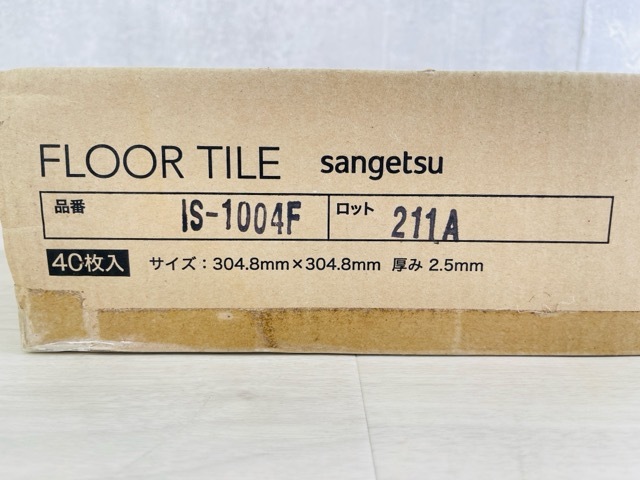 FLOOR TILE sangetsu
品番 IS-1004F ロット 211A
40枚入 サイズ：304.8mm×304.8mm 厚み 2.5mm